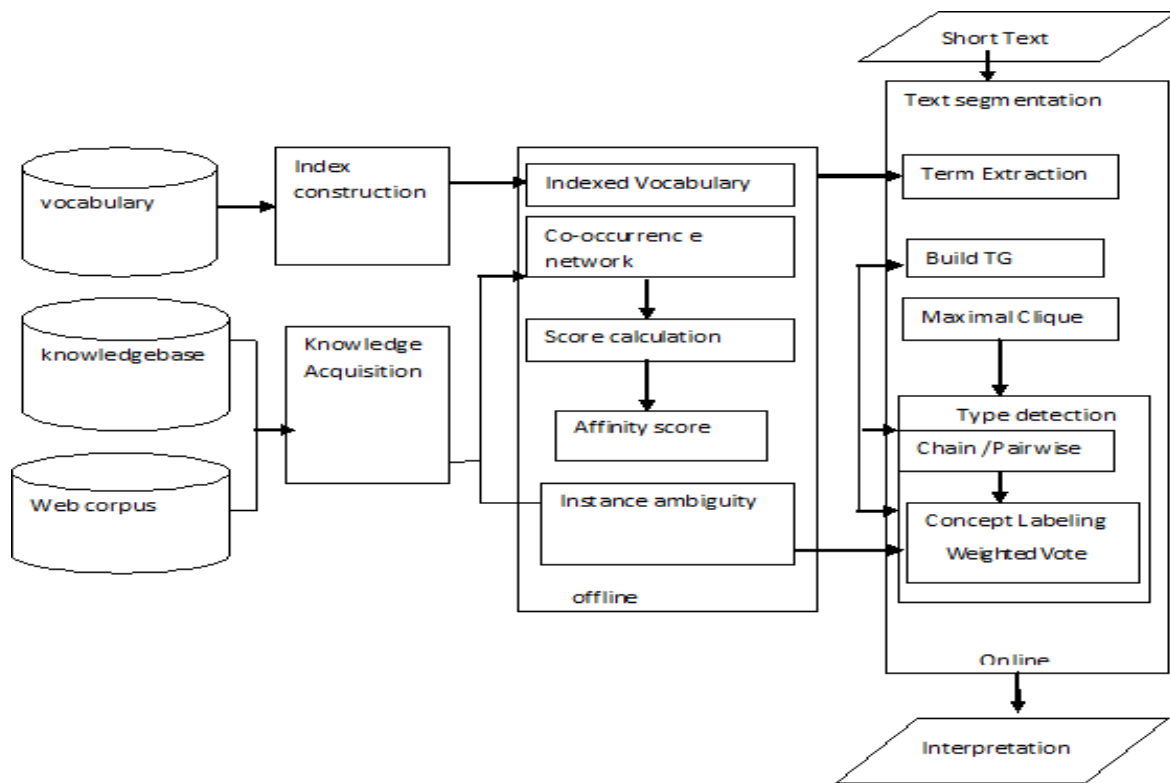 Short Text
Text segmentation
vocabulary
Index
construction
Indexed Vocabulary
Term Extraction
Co-occurrence
network
Build TG
knowledgebase
Knowledge
Acquisition
Score calculation
Maximal Clique
Affinity score
Type detection
Chain /Pairwise
Web corpus
Instance ambiguity
Concept Labeling
Weighted Vote
offline
Online
Interpretation